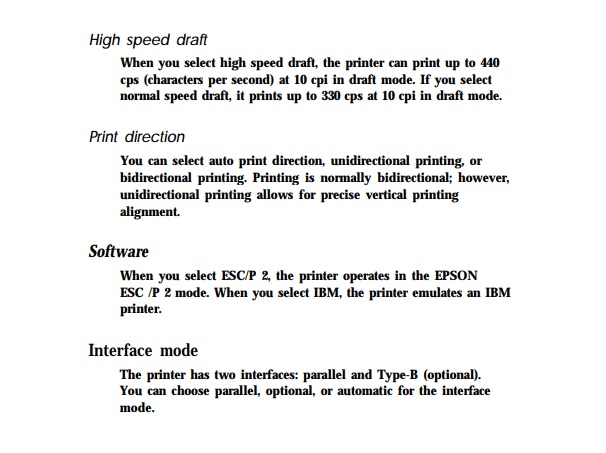 High speed draft
When you select high speed draft, the printer can print up to 440
cps (characters per second) at 10 cpi in draft mode. If you select
normal speed draft, it prints up to 330 cps at 10 cpi in draft mode.
Print direction
You can select auto print direction, unidirectional printing, or
bidirectional printing. Printing is normally bidirectional; however,
unidirectional printing allows for precise vertical printing
alignment.
Software
When you select ESC/P 2, the printer operates in the EPSON
ESC /P 2 mode. When you select IBM, the printer emulates an IBM
printer.
Interface mode
The printer has two interfaces: parallel and Type-B (optional).
You can choose parallel, optional, or automatic for the interface
mode.